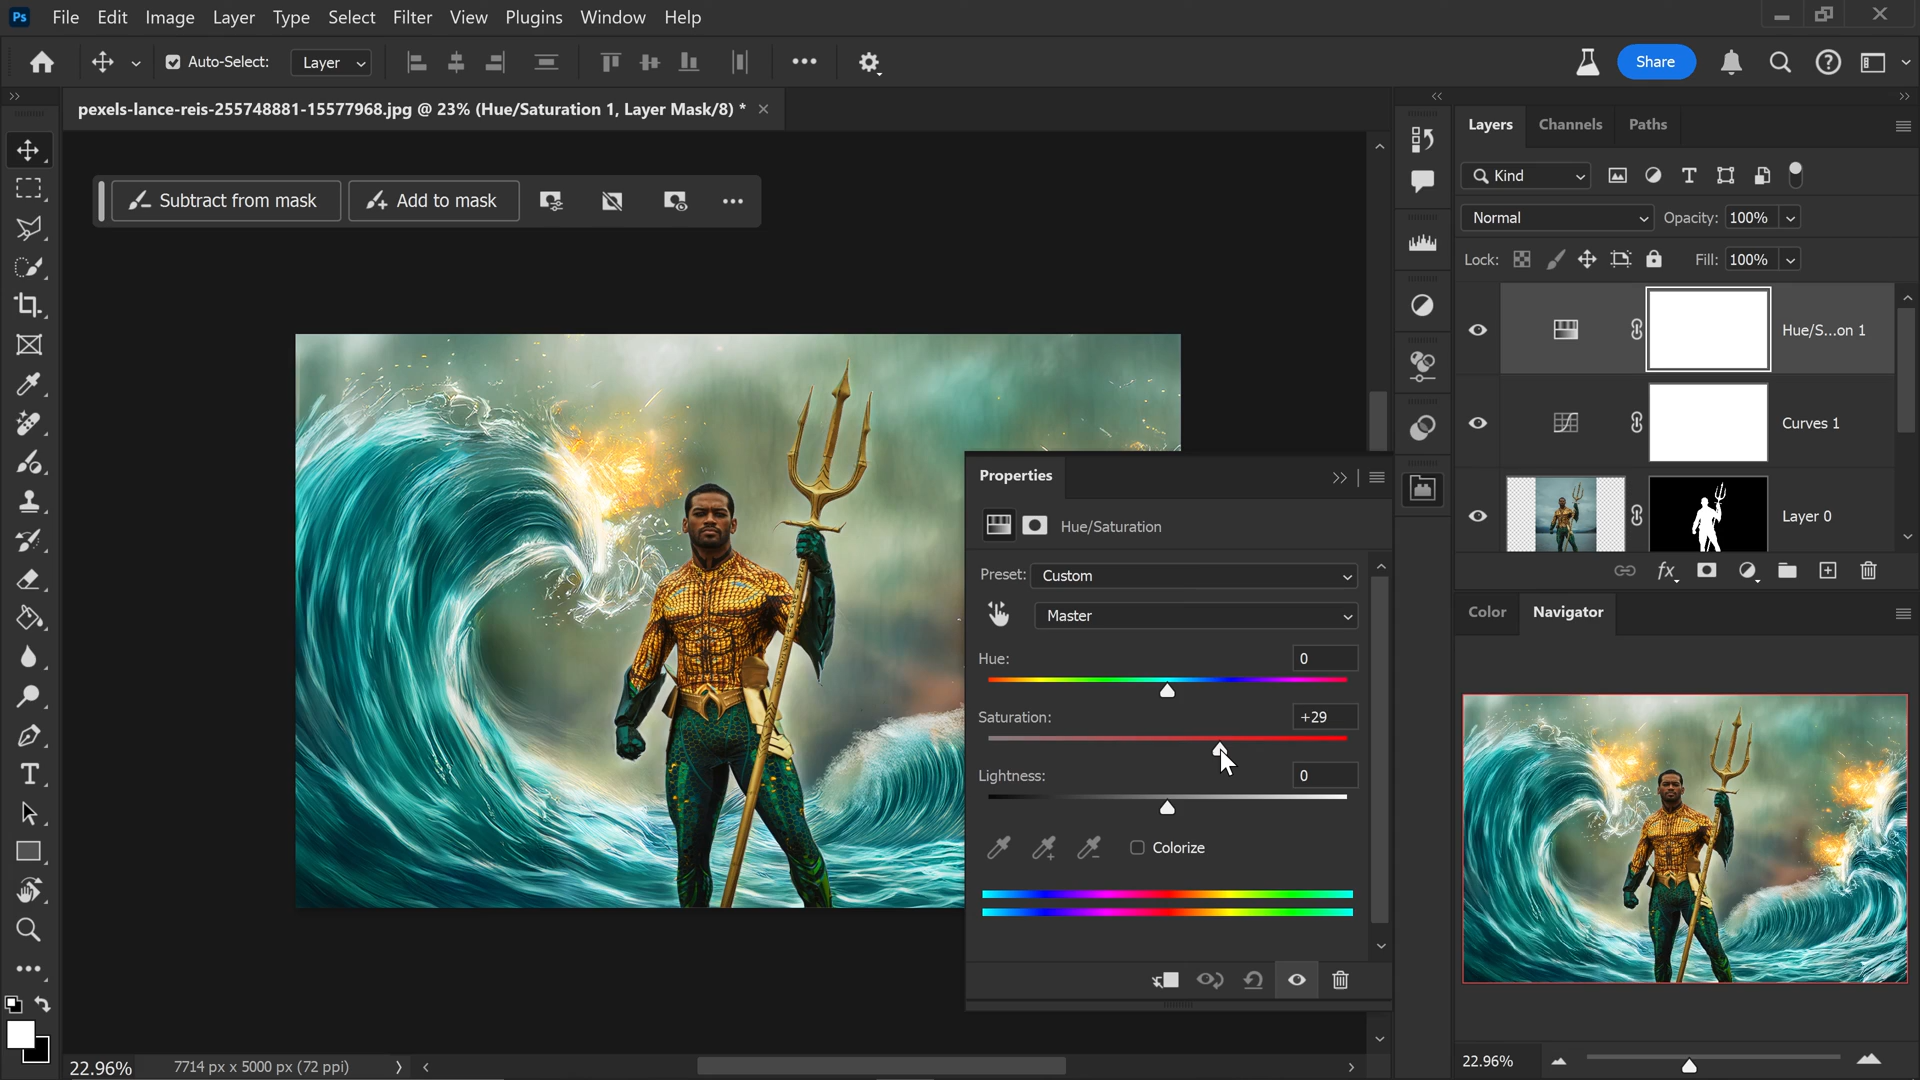 Ps File Edit Image Layer Type Select Filter View Plugins Window Help
Auto-Select: Layer Share
pexels-lance-reis-255748881-15577968.jpg @ 23% (Hue/Saturation 1, Layer Mask/8) *
Subtract from mask Add to mask
Layers Channels Paths
Kind
Normal Opacity: 100%
Lock: Fill: 100%
Hue/S...on 1
Curves 1
Layer 0
Properties
Hue/Saturation
Preset: Custom
Master
Hue: 0
Saturation: +29
Lightness: 0
Colorize
Color Navigator
22.96% 7714 px x 5000 px (72 ppi)
22.96%